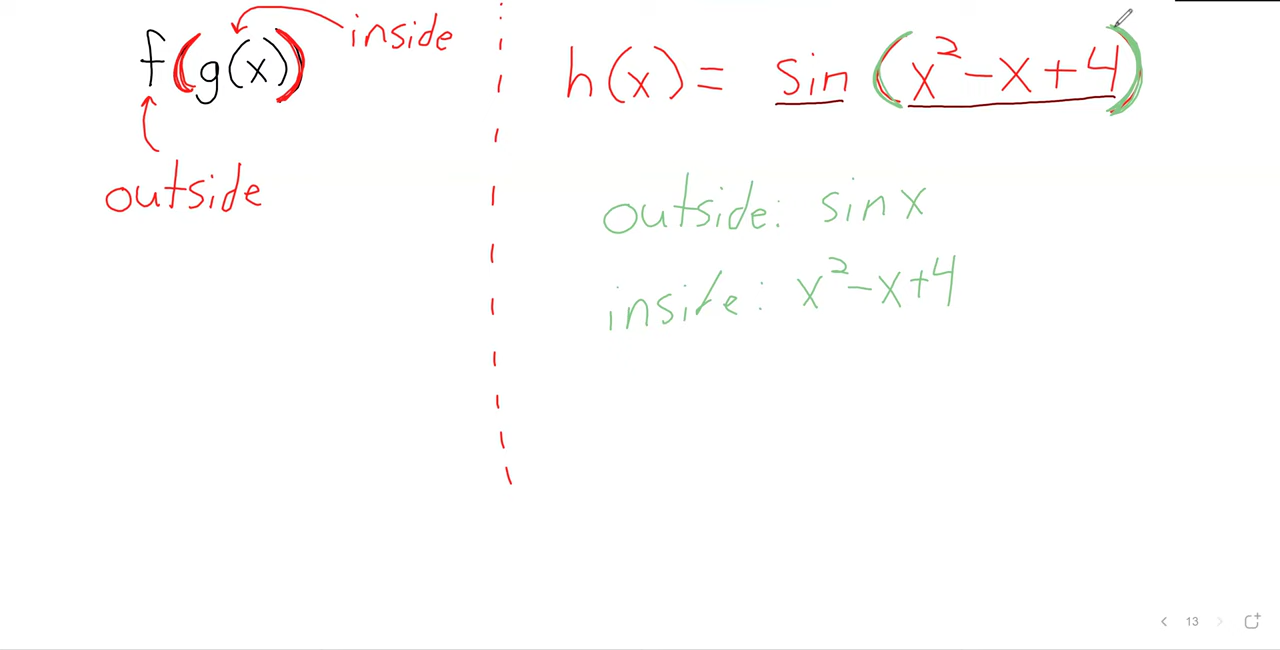 f(g(x))
inside
outside
h(x) = sin (x²-x+4)
outside: sin x
inside: x²-x+4
13